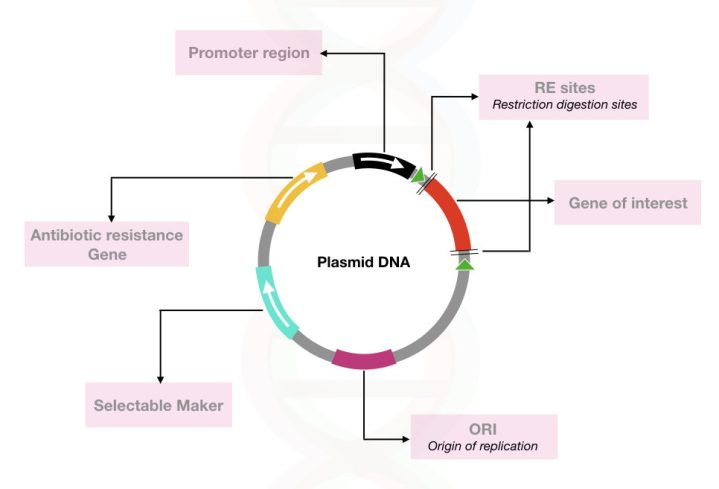 Promoter region
RE sites
Restriction digestion sites
Gene of interest
Antibiotic resistance
Gene
Plasmid DNA
Selectable Maker
ORI
Origin of replication